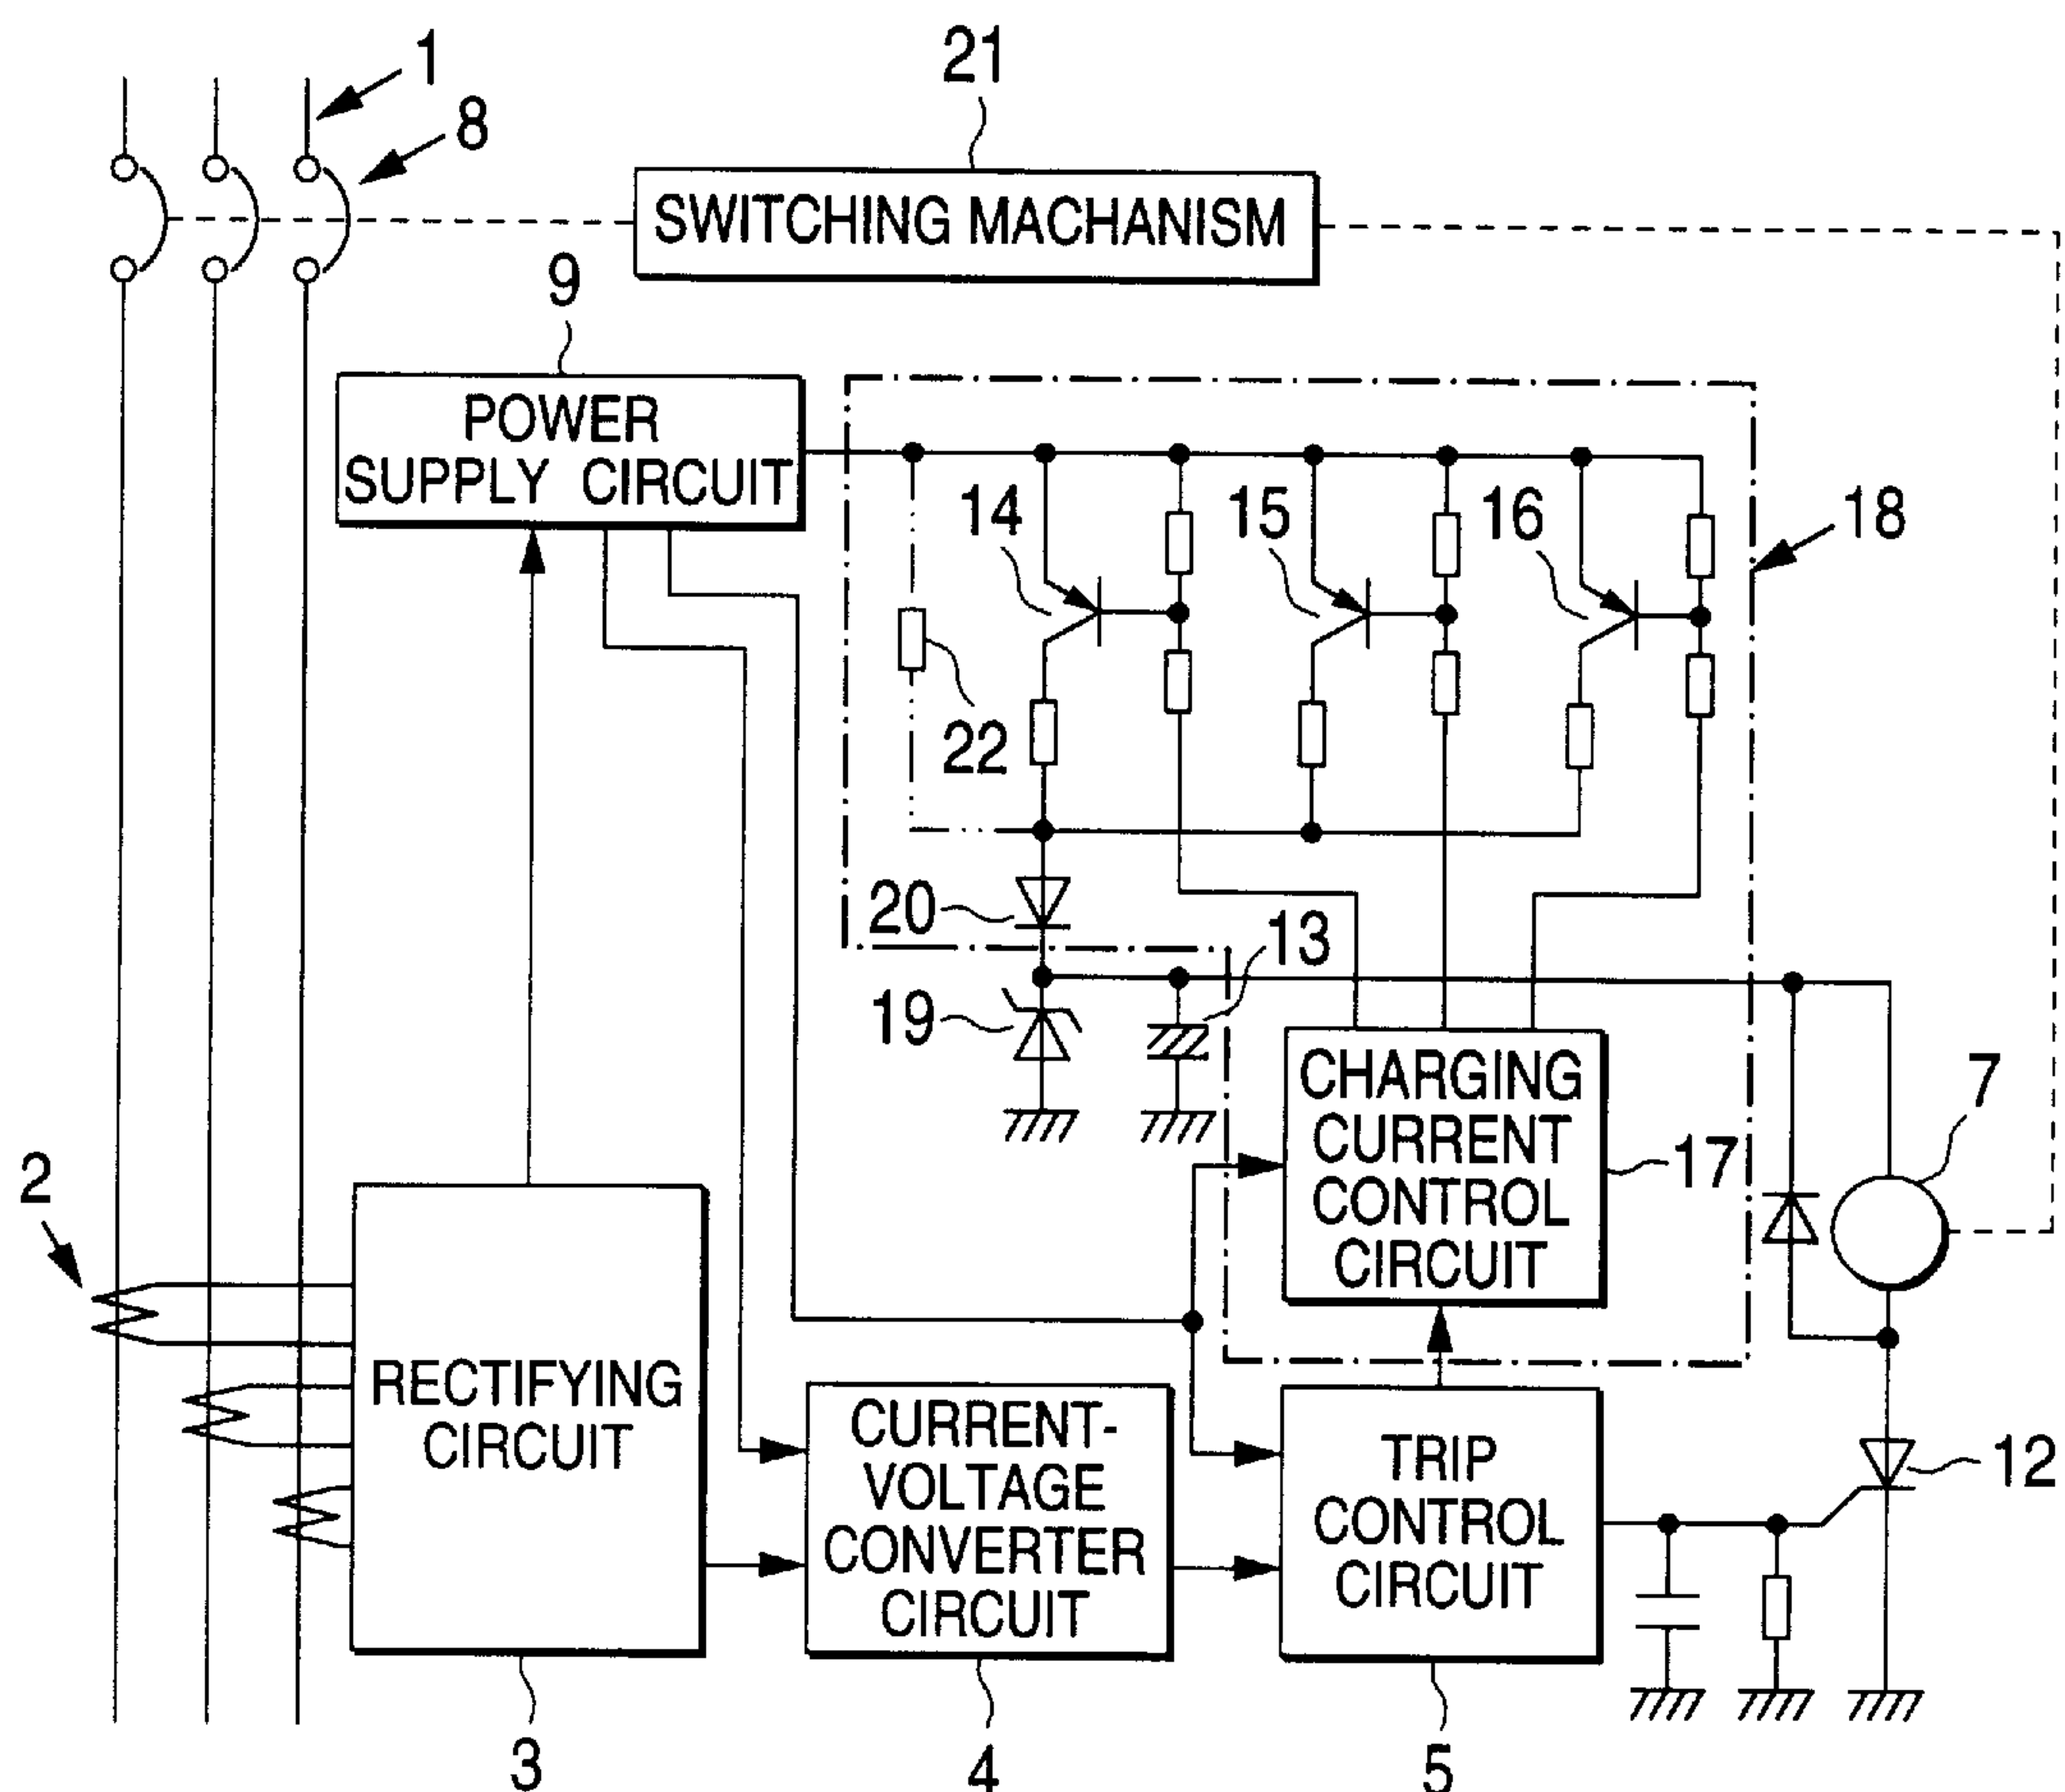 1
21
8
SWITCHING MACHANISM
9
POWER
SUPPLY CIRCUIT
14
15
16
18
22
20
13
19
CHARGING
CURRENT
CONTROL
CIRCUIT
17
7
2
RECTIFYING
CIRCUIT
CURRENT-
VOLTAGE
CONVERTER
CIRCUIT
TRIP
CONTROL
CIRCUIT
12
3
4
5